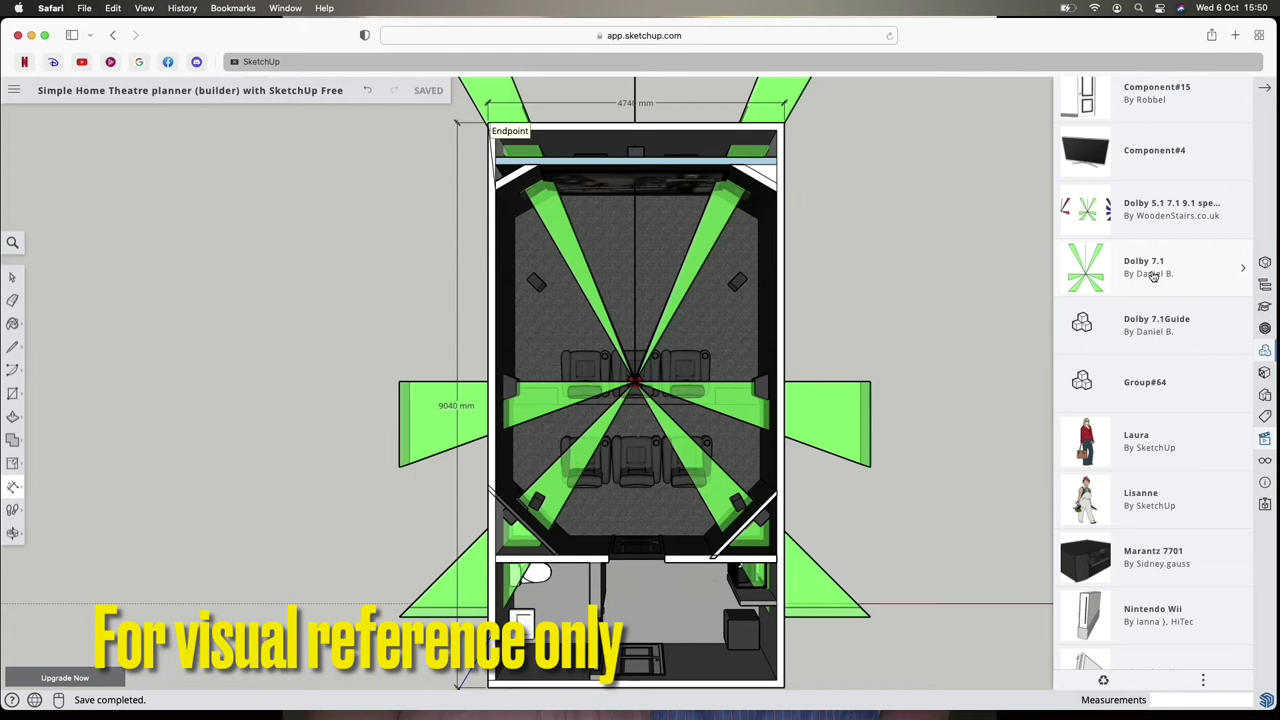 Safari File Edit View History Bookmarks Window Help
Wed 6 Oct 15:50
app.sketchup.com
SketchUp
Simple Home Theatre planner (builder) with SketchUp Free
SAVED
4740 mm
Endpoint
9040 mm
Component#15
By Robbel
Component#4
Dolby 5.1 7.1 9.1 spe...
By WoodenStairs.co.uk
Dolby 7.1
By Daniel B.
Dolby 7.1Guide
By Daniel B.
Group#64
Laura
By SketchUp
Lisanne
By SketchUp
Marantz 7701
By Sidney.gauss
Nintendo Wii
By ianna }, HiTec
For visual reference only
Upgrade Now
Save completed.
Measurements